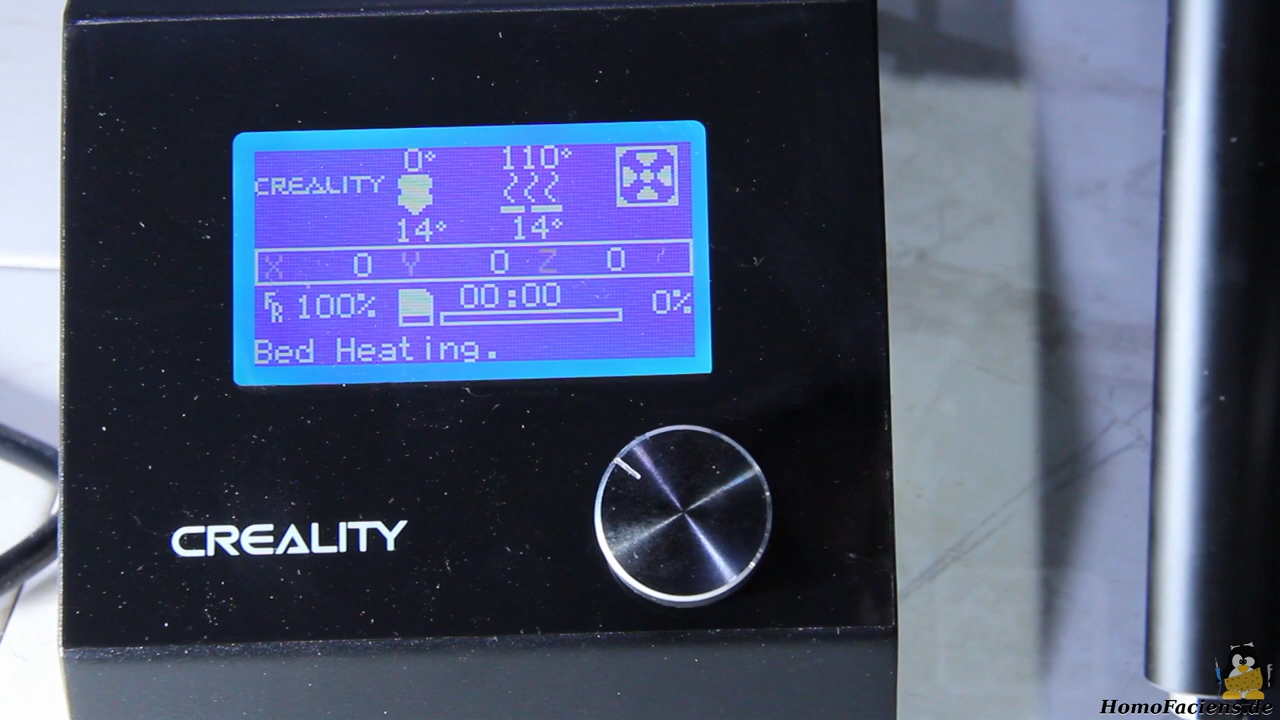 0° 110°
CREALITY
14° 14°
X 0 Y 0 Z 0
FR 100% 00:00 0%
Bed Heating.
CREALITY
HomoFaciens.de